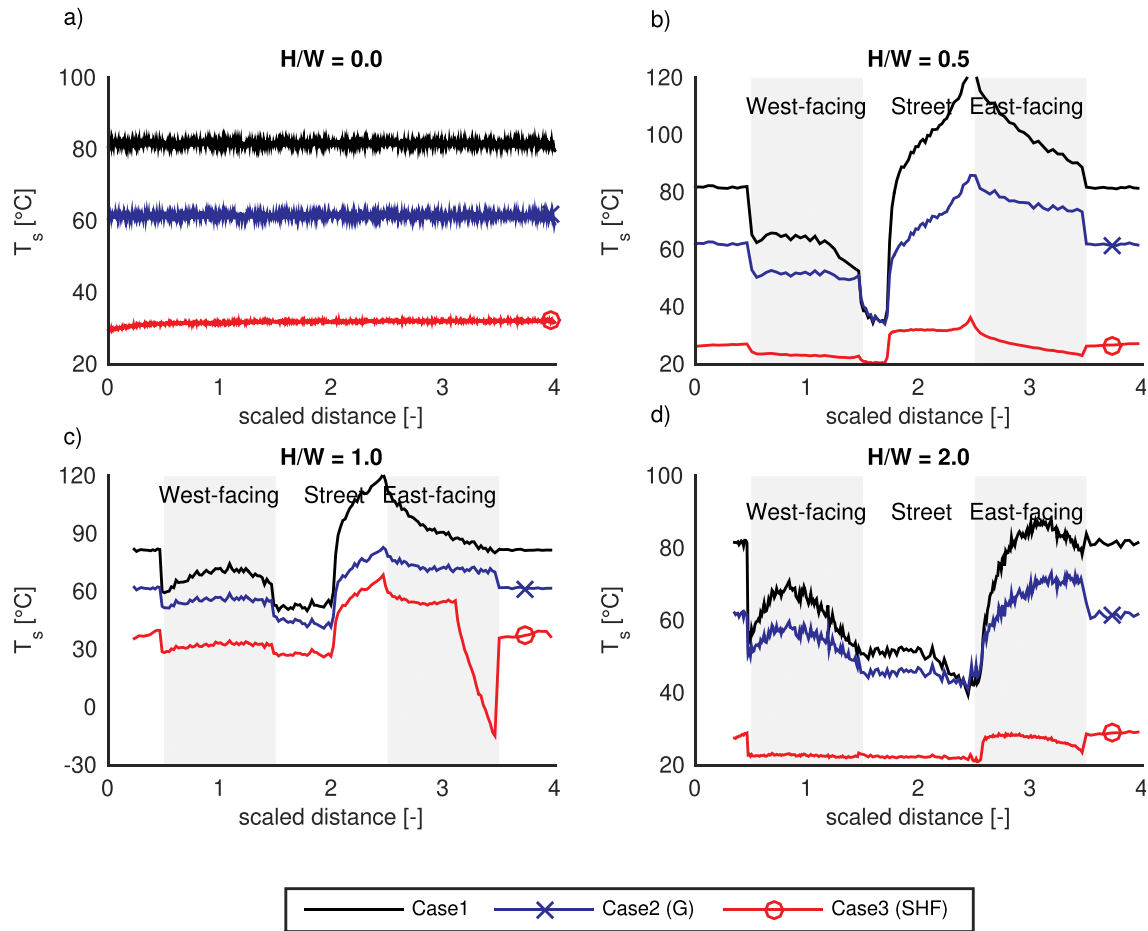 a)
H/W = 0.0
100
80
60
40
20
T s [°C]
0 1 2 3 4
scaled distance [-]
b)
H/W = 0.5
West-facing Street East-facing
120
100
80
60
40
20
T s [°C]
0 1 2 3 4
scaled distance [-]
c)
H/W = 1.0
West-facing Street East-facing
120
90
60
30
0
-30
T s [°C]
0 1 2 3 4
scaled distance [-]
d)
H/W = 2.0
West-facing Street East-facing
100
80
60
40
20
T s [°C]
0 1 2 3 4
scaled distance [-]
Case1 Case2 (G) Case3 (SHF)